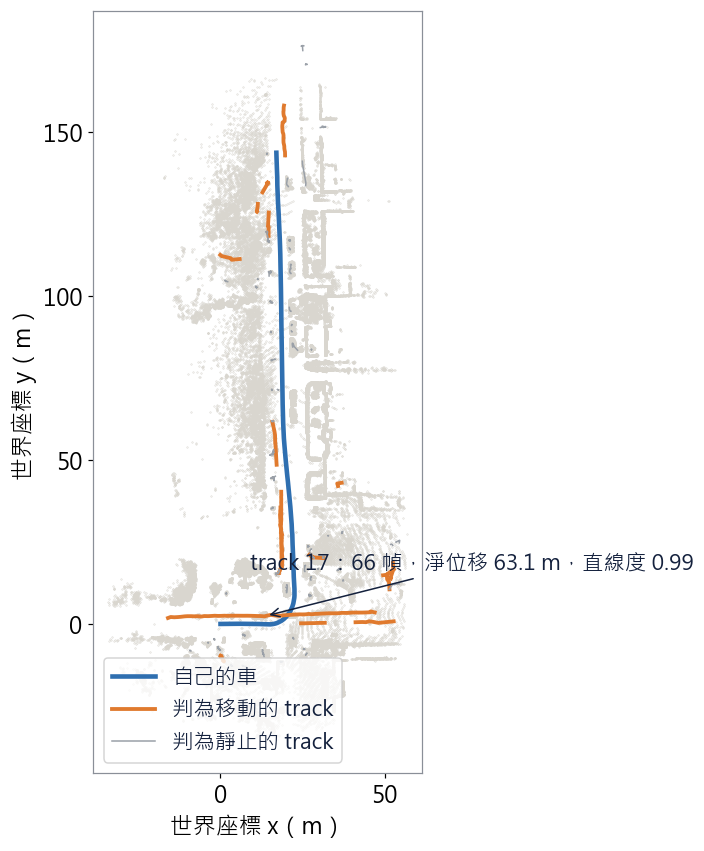 150
100
50
0
世界座標 y（m）
track 17：66 幀，淨位移 63.1 m，直線度 0.99
自己的車
判為移動的 track
判為靜止的 track
0
50
世界座標 x（m）